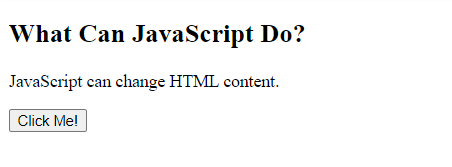 What Can JavaScript Do?
JavaScript can change HTML content.
Click Me!